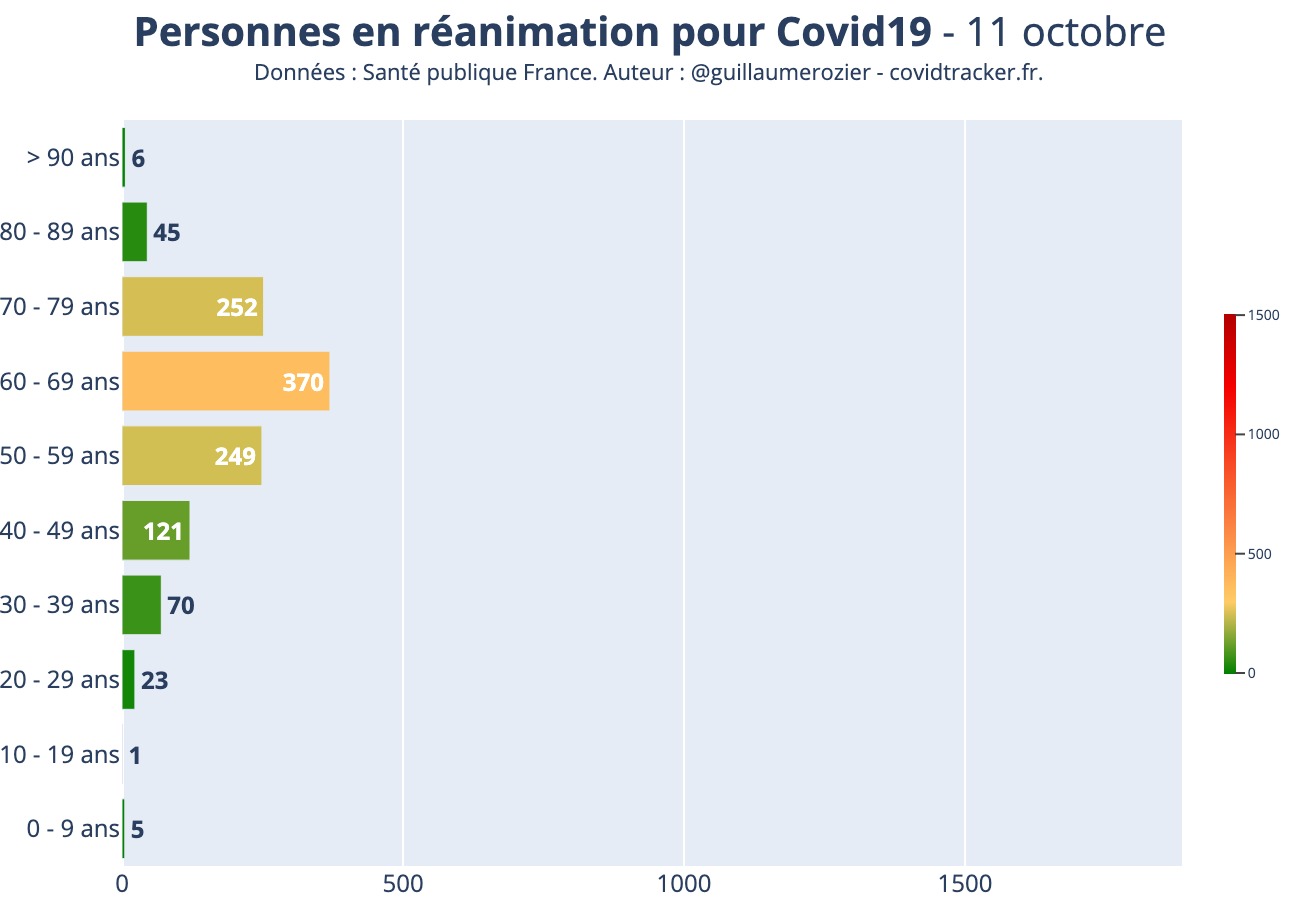 Personnes en réanimation pour Covid19 - 11 octobre
Données : Santé publique France. Auteur : @guillaumerozier - covidtracker.fr.
> 90 ans 6
80 - 89 ans 45
70 - 79 ans 252
60 - 69 ans 370
50 - 59 ans 249
40 - 49 ans 121
30 - 39 ans 70
20 - 29 ans 23
10 - 19 ans 1
0 - 9 ans 5
0 500 1000 1500
1500
1000
500
0